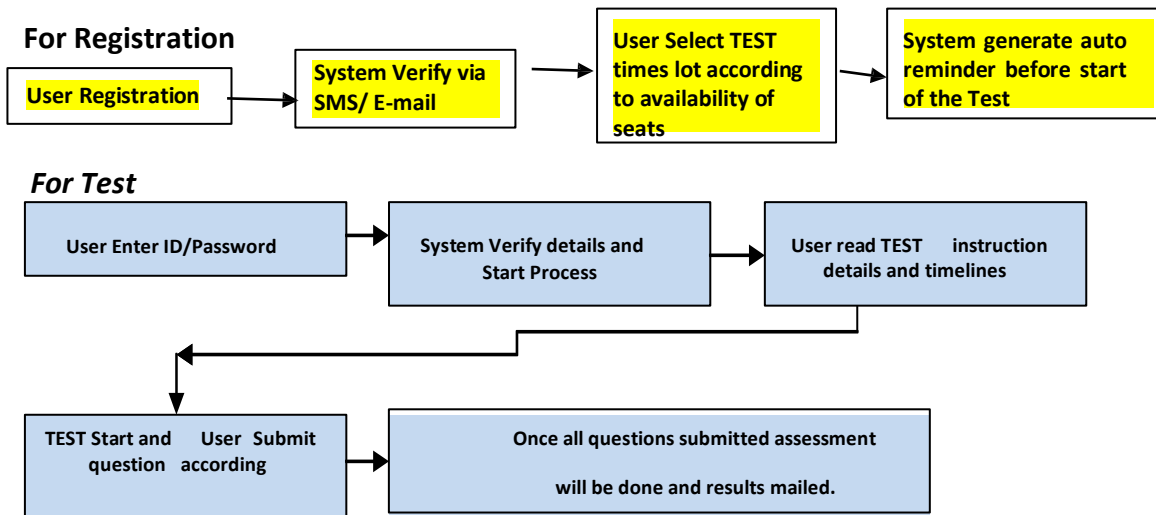 For Registration
User Registration
System Verify via
SMS/ E-mail
User Select TEST
times lot according
to availability of
seats
System generate auto
reminder before start
of the Test
For Test
User Enter ID/Password
System Verify details and
Start Process
User read TEST instruction
details and timelines
TEST Start and User Submit
question according
Once all questions submitted assessment
will be done and results mailed.